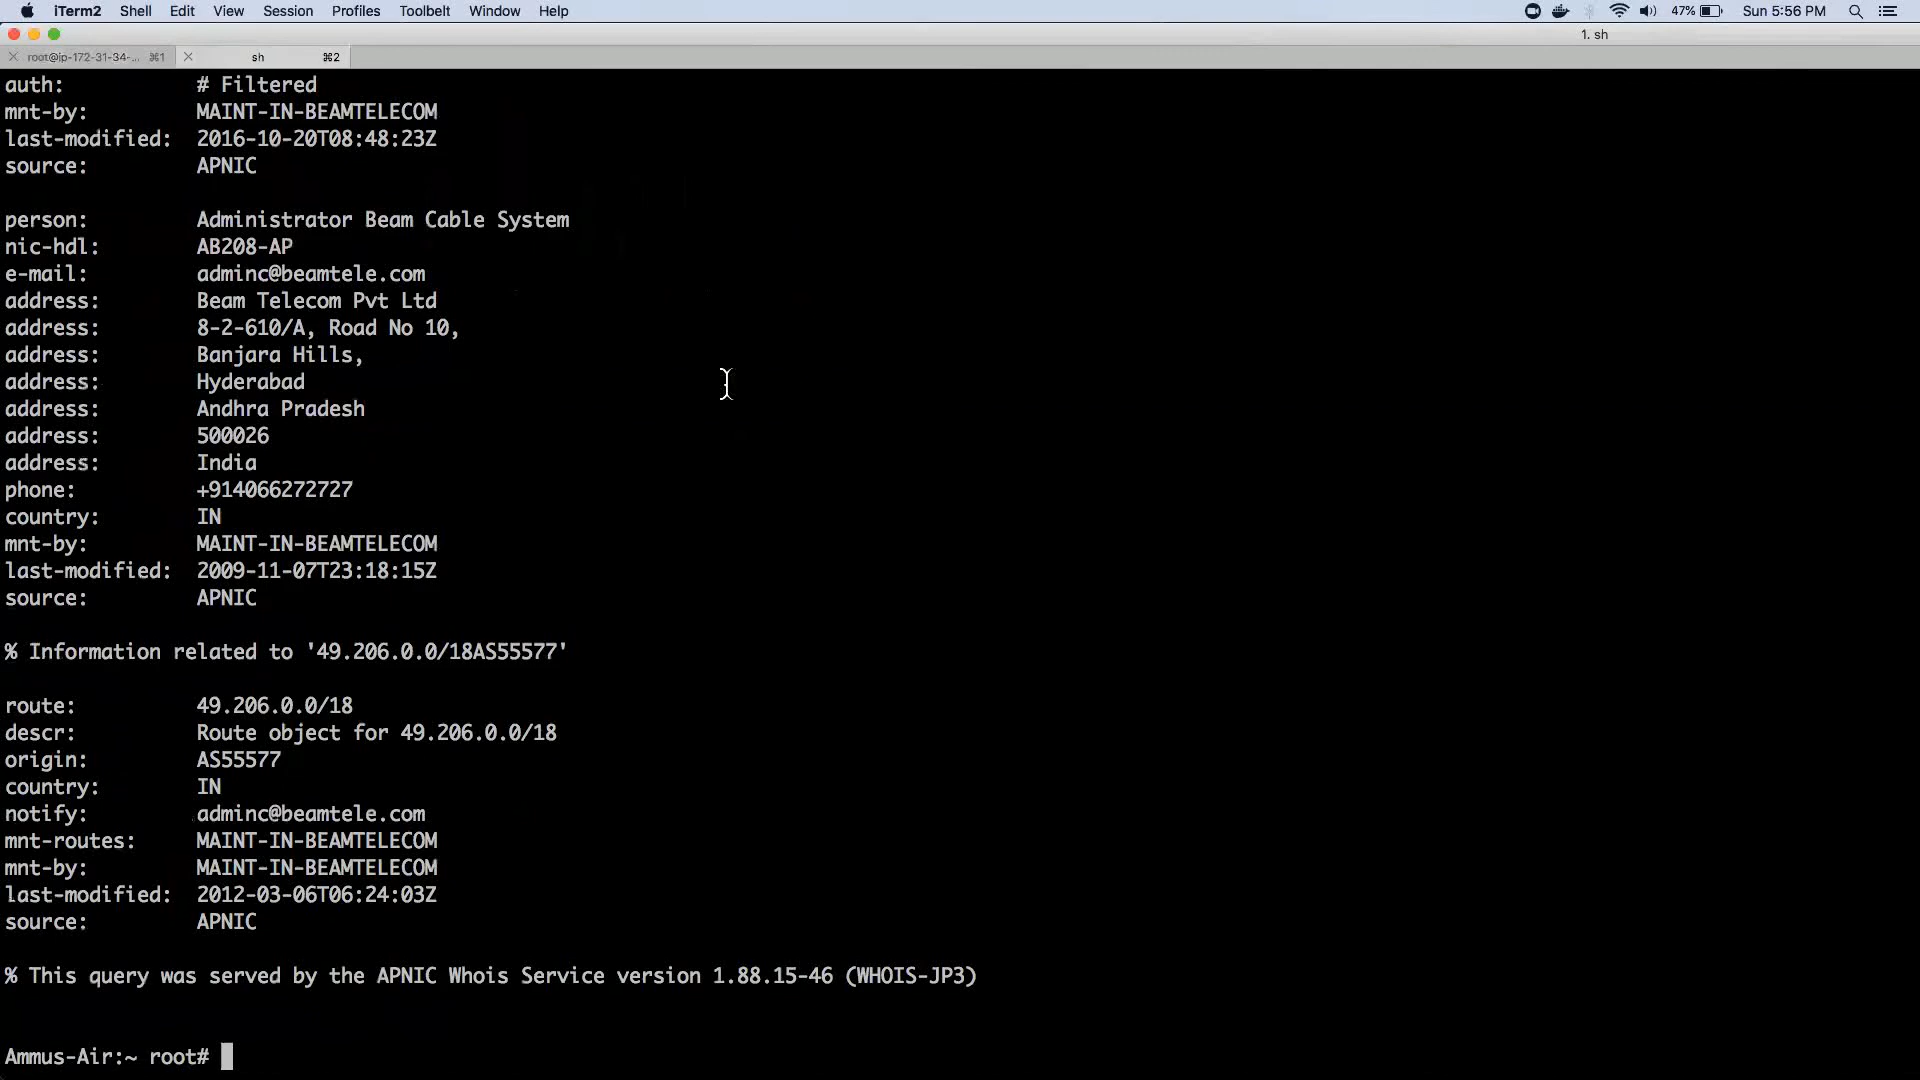 iTerm2 Shell Edit View Session Profiles Toolbelt Window Help 47% Sun 5:56 PM
1. sh
root@ip-172-31-34-... ⌘1 sh ⌘2
auth: # Filtered
mnt-by: MAINT-IN-BEAMTELECOM
last-modified: 2016-10-20T08:48:23Z
source: APNIC
person: Administrator Beam Cable System
nic-hdl: AB208-AP
e-mail: adminc@beamtele.com
address: Beam Telecom Pvt Ltd
address: 8-2-610/A, Road No 10,
address: Banjara Hills,
address: Hyderabad
address: Andhra Pradesh
address: 500026
address: India
phone: +914066272727
country: IN
mnt-by: MAINT-IN-BEAMTELECOM
last-modified: 2009-11-07T23:18:15Z
source: APNIC
% Information related to '49.206.0.0/18AS55577'
route: 49.206.0.0/18
descr: Route object for 49.206.0.0/18
origin: AS55577
country: IN
notify: adminc@beamtele.com
mnt-routes: MAINT-IN-BEAMTELECOM
mnt-by: MAINT-IN-BEAMTELECOM
last-modified: 2012-03-06T06:24:03Z
source: APNIC
% This query was served by the APNIC Whois Service version 1.88.15-46 (WHOIS-JP3)
Ammus-Air:~ root#